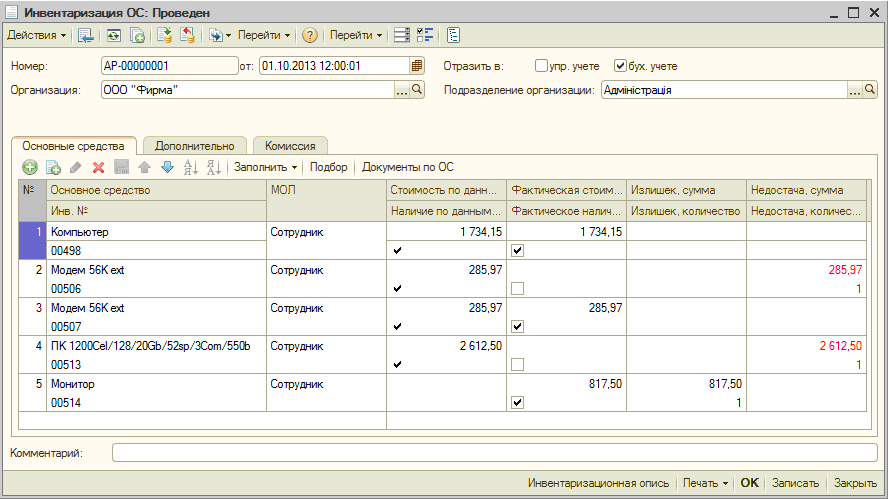 Инвентаризация ОС: Проведен
Действия Перейти Перейти
Номер: АР-00000001 от: 01.10.2013 12:00:01 Отразить в: упр. учете бух. учете
Организация: ООО "Фирма" Подразделение организации: Адміністрація
Основные средства Дополнительно Комиссия
Заполнить Подбор Документы по ОС
№ Основное средство МОЛ Стоимость по данн... Фактическая стоим... Излишек, сумма Недостача, сумма
Инв. № Наличие по данным... Фактическое налич... Излишек, количество Недостача, количес...
1 Компьютер Сотрудник 1 734,15 1 734,15
00498
2 Модем 56K ext Сотрудник 285,97 285,97
00506 1
3 Модем 56K ext Сотрудник 285,97 285,97
00507
4 ПК 1200Cel/128/20Gb/52sp/3Com/550b Сотрудник 2 612,50 2 612,50
00513 1
5 Монитор Сотрудник 817,50 817,50
00514 1
Комментарий:
Инвентаризационная опись Печать OK Записать Закрыть